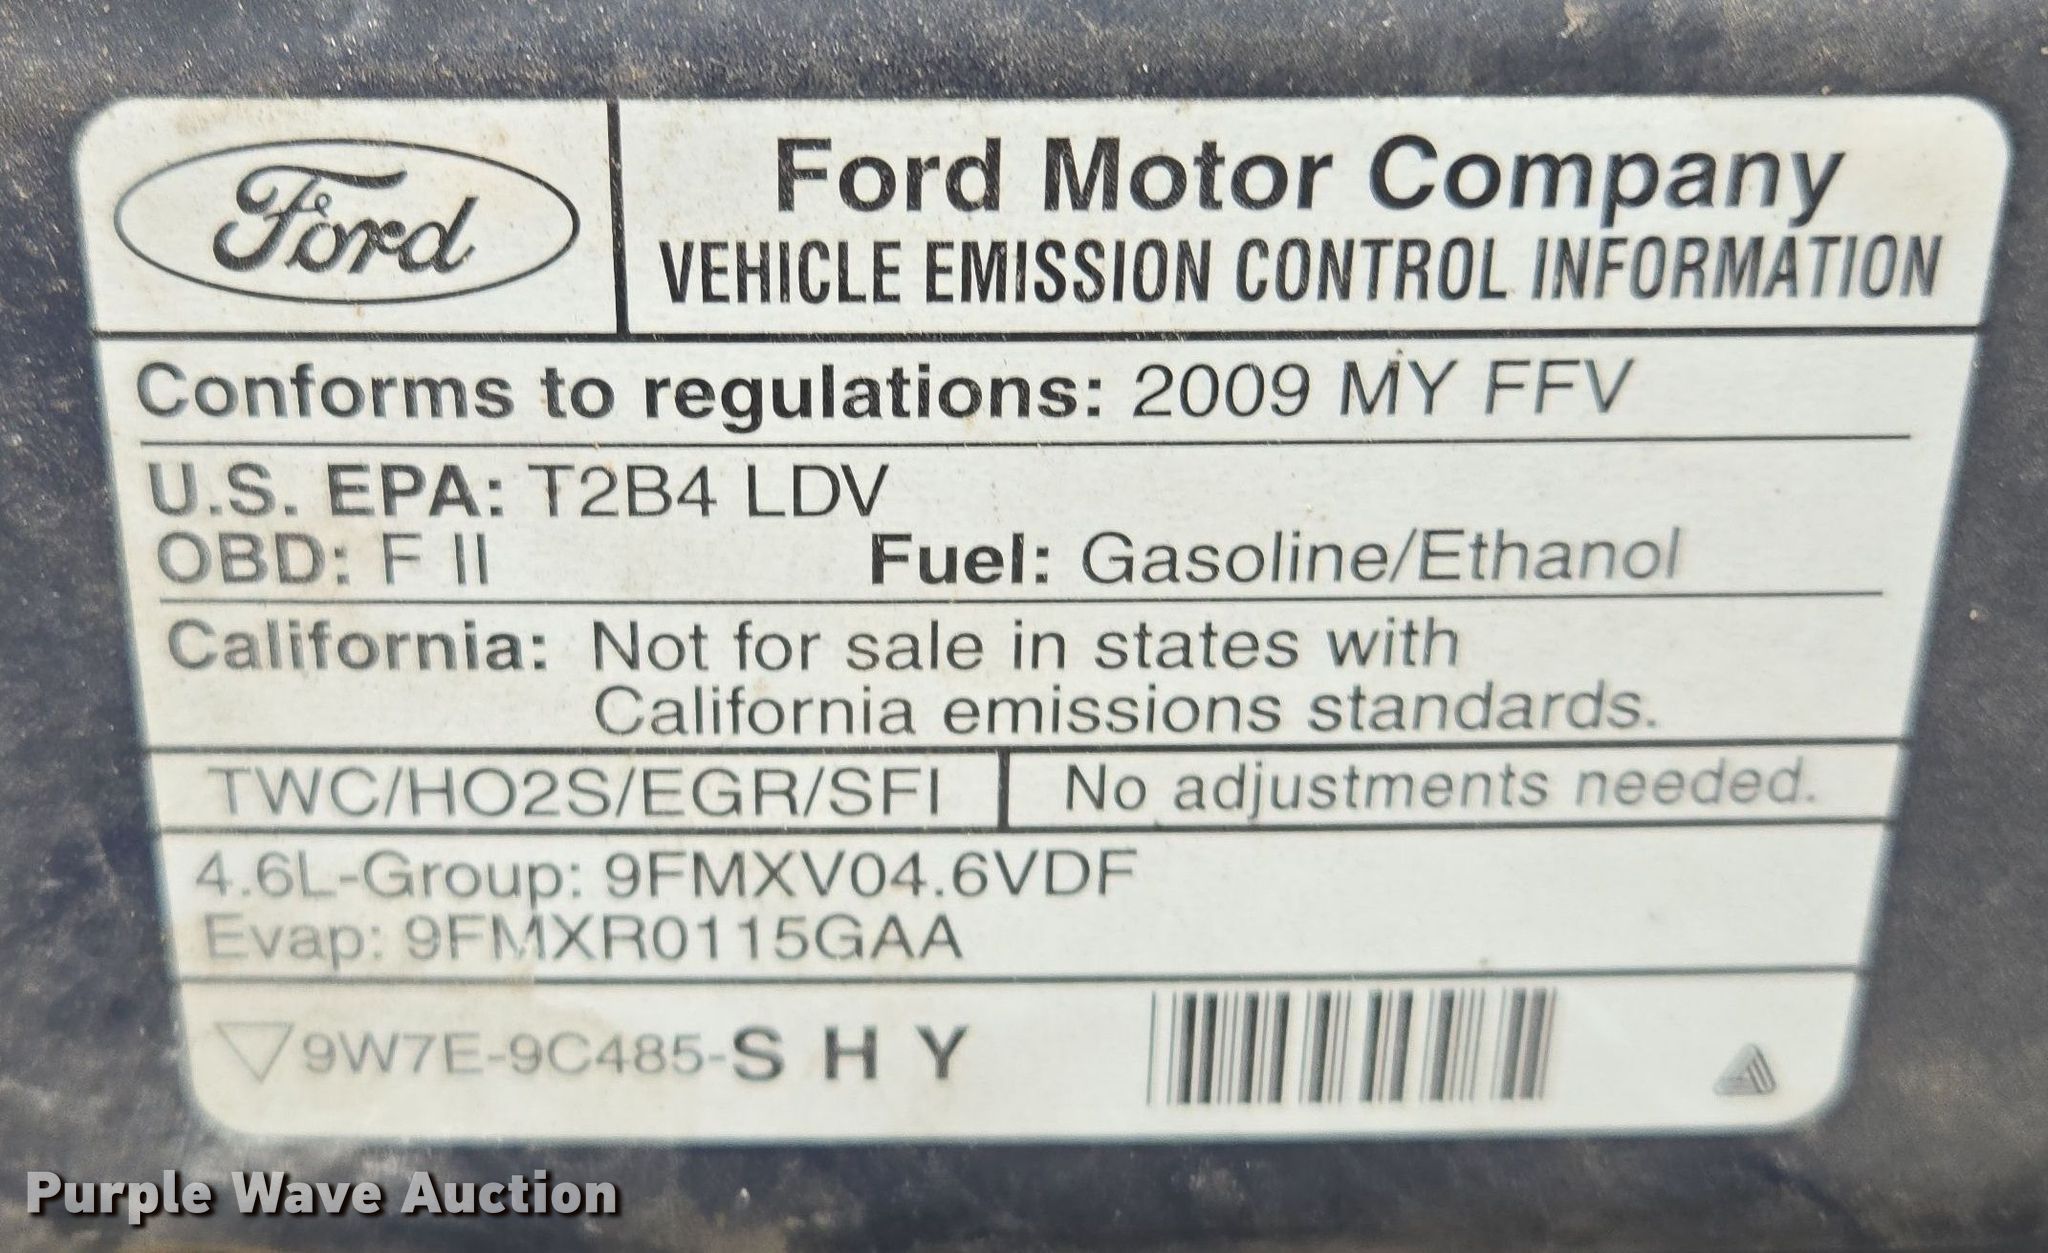 Ford
Ford Motor Company
VEHICLE EMISSION CONTROL INFORMATION
Conforms to regulations: 2009 MY FFV
U.S. EPA: T2B4 LDV
OBD: F II Fuel: Gasoline/Ethanol
California: Not for sale in states with
California emissions standards.
TWC/HO2S/EGR/SFI No adjustments needed.
4.6L-Group: 9FMXV04.6VDF
Evap: 9FMXR0115GAA
9W7E-9C485-S H Y
Purple Wave Auction